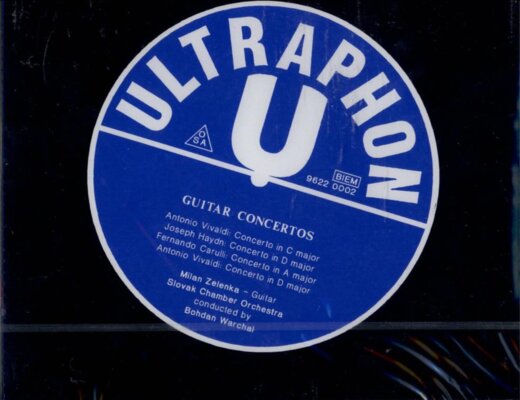 ULTRAPHON
U
OSA
BIEM
9622 0002
GUITAR CONCERTOS
Antonio Vivaldi: Concerto in C major
Joseph Haydn: Concerto in D major
Fernando Carulli: Concerto in A major
Antonio Vivaldi: Concerto in D major
Milan Zelenka – Guitar
Slovak Chamber Orchestra
conducted by
Bohdan Warchal